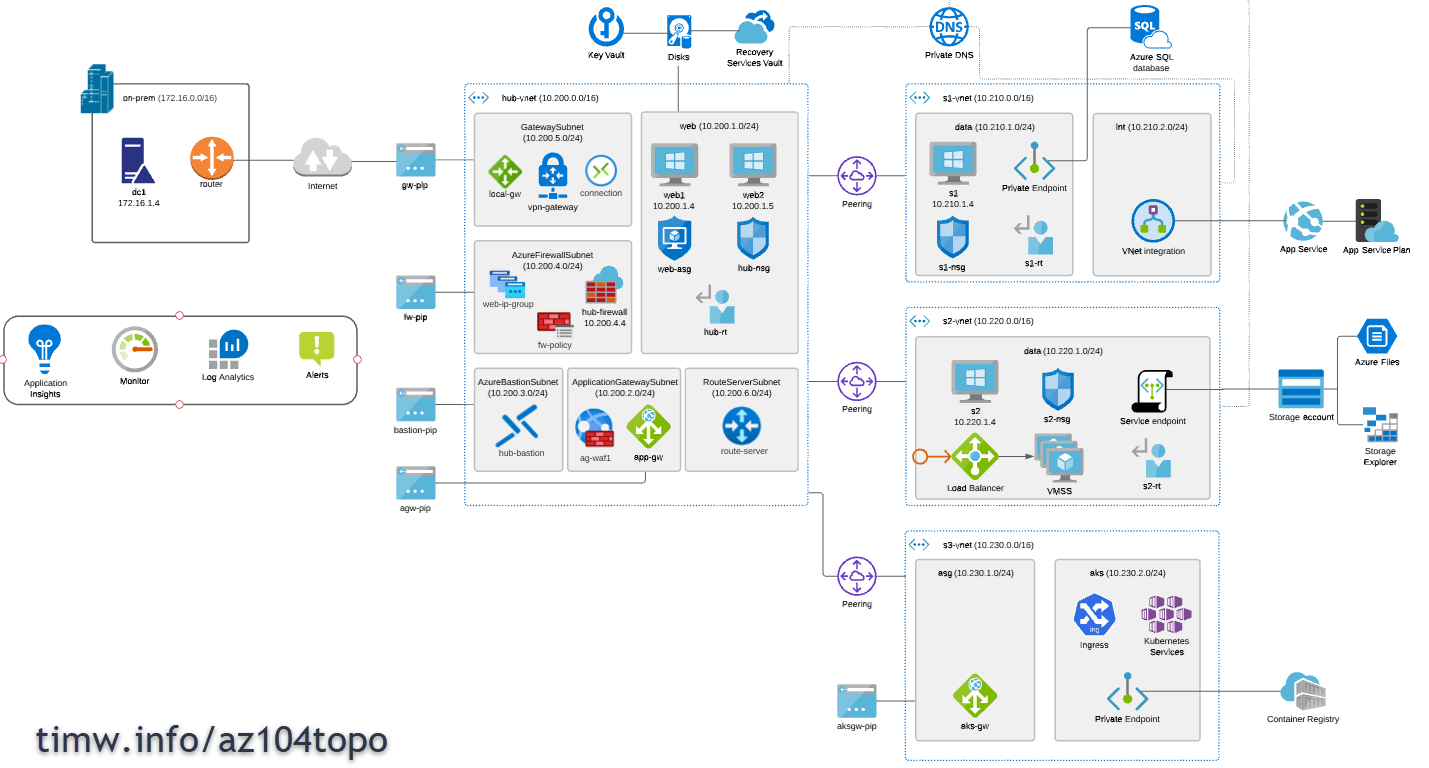 Key Vault
Disks
Recovery
Services Vault
DNS
Private DNS
SQL
Azure SQL
database
on-prem (172.16.0.0/16)
dc1
172.16.1.4
router
Internet
gw-pip
fw-pip
bastion-pip
agw-pip
Application
Insights
Monitor
Log Analytics
Alerts
hub-vnet (10.200.0.0/16)
GatewaySubnet
(10.200.5.0/24)
local-gw
vpn-gateway
connection
AzureFirewallSubnet
(10.200.4.0/24)
web-ip-group
hub-firewall
10.200.4.4
fw-policy
web (10.200.1.0/24)
web1
10.200.1.4
web2
10.200.1.5
web-asg
hub-nsg
hub-rt
AzureBastionSubnet
(10.200.3.0/24)
hub-bastion
ApplicationGatewaySubnet
(10.200.2.0/24)
ag-waf1
app-gw
RouteServerSubnet
(10.200.6.0/24)
route-server
Peering
s1-vnet (10.210.0.0/16)
data (10.210.1.0/24)
s1
10.210.1.4
Private Endpoint
s1-nsg
s1-rt
int (10.210.2.0/24)
VNet integration
App Service
App Service Plan
Peering
s2-vnet (10.220.0.0/16)
data (10.220.1.0/24)
s2
10.220.1.4
s2-nsg
Service endpoint
Load Balancer
VMSS
s2-rt
Storage account
Azure Files
Storage
Explorer
Peering
s3-vnet (10.230.0.0/16)
asg (10.230.1.0/24)
aks-gw
aksgw-pip
aks (10.230.2.0/24)
ing
Ingress
Kubernetes
Services
Private Endpoint
Container Registry
timw.info/az104topo